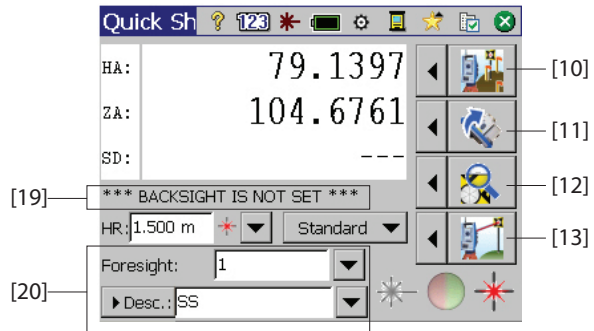 Quick Sh ? 123
HA: 79.1397
[10]
ZA: 104.6761
[11]
SD: ---
[12]
[19] *** BACKSIGHT IS NOT SET ***
HR: 1.500 m Standard
[13]
Foresight: 1
[20]
Desc.: SS